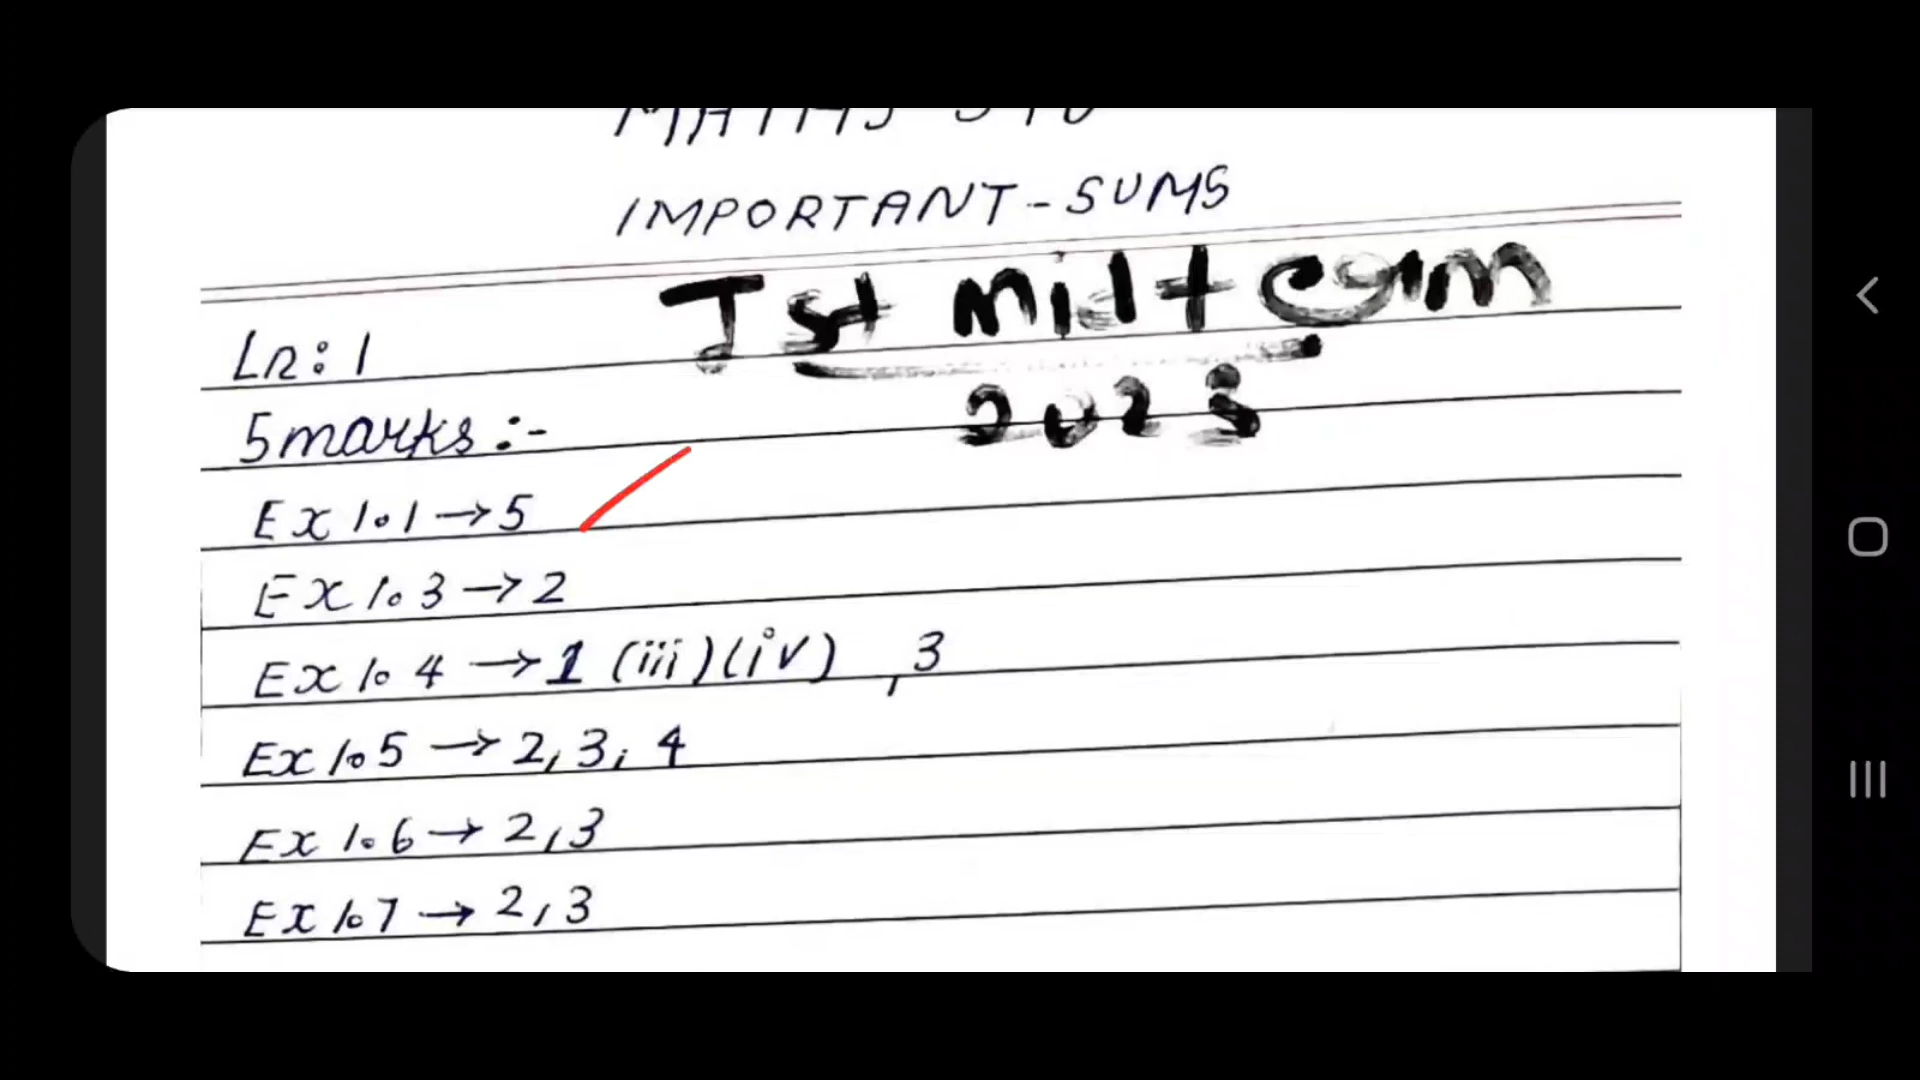 IMPORTANT-SUMS
Ist midterm
2023
Ln: 1
5marks :-
Ex 1.1 → 5
Ex 1.3 → 2
Ex 1.4 → 1 (iii) (iv) , 3
Ex 1.5 → 2, 3, 4
Ex 1.6 → 2, 3
Ex 1.7 → 2, 3